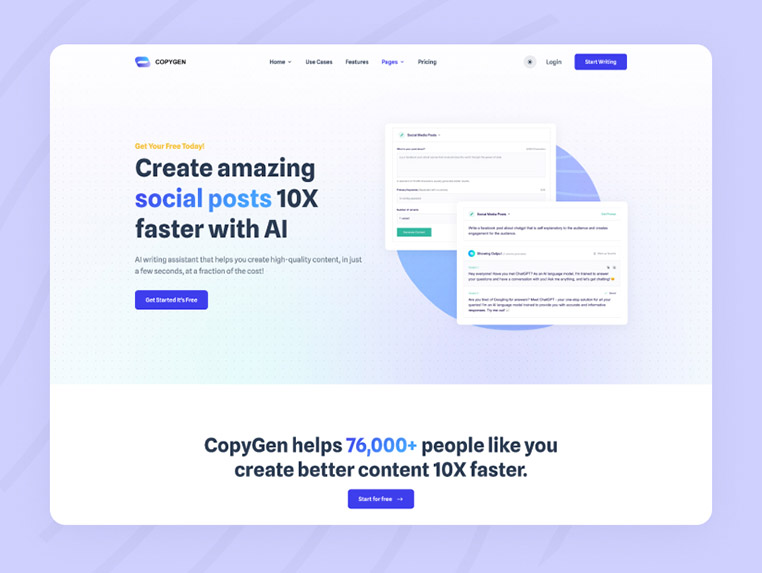 COPYGEN
Home
Use Cases
Features
Pages
Pricing
Login
Start Writing
Get Your Free Today!
Create amazing
social posts 10X
faster with AI
AI writing assistant that helps you create high-quality content, in just
a few seconds, at a fraction of the cost!
Get Started It's Free
Social Media Posts
Social Media Posts
Write a facebook post about chatgpt that is self explanatory to the audience and creates
engagement for the audience.
Showing Output
Hey everyone! Have you met ChatGPT? As an AI language model, I'm trained to answer
your questions and have a conversation with you! Ask me anything, and let's get chatting!
Are you tired of Googling for answers? Meet ChatGPT - your one-stop solution for all your
queries! I'm an AI language model trained to provide you with accurate and informative
responses. Try me out!
CopyGen helps 76,000+ people like you
create better content 10X faster.
Start for free